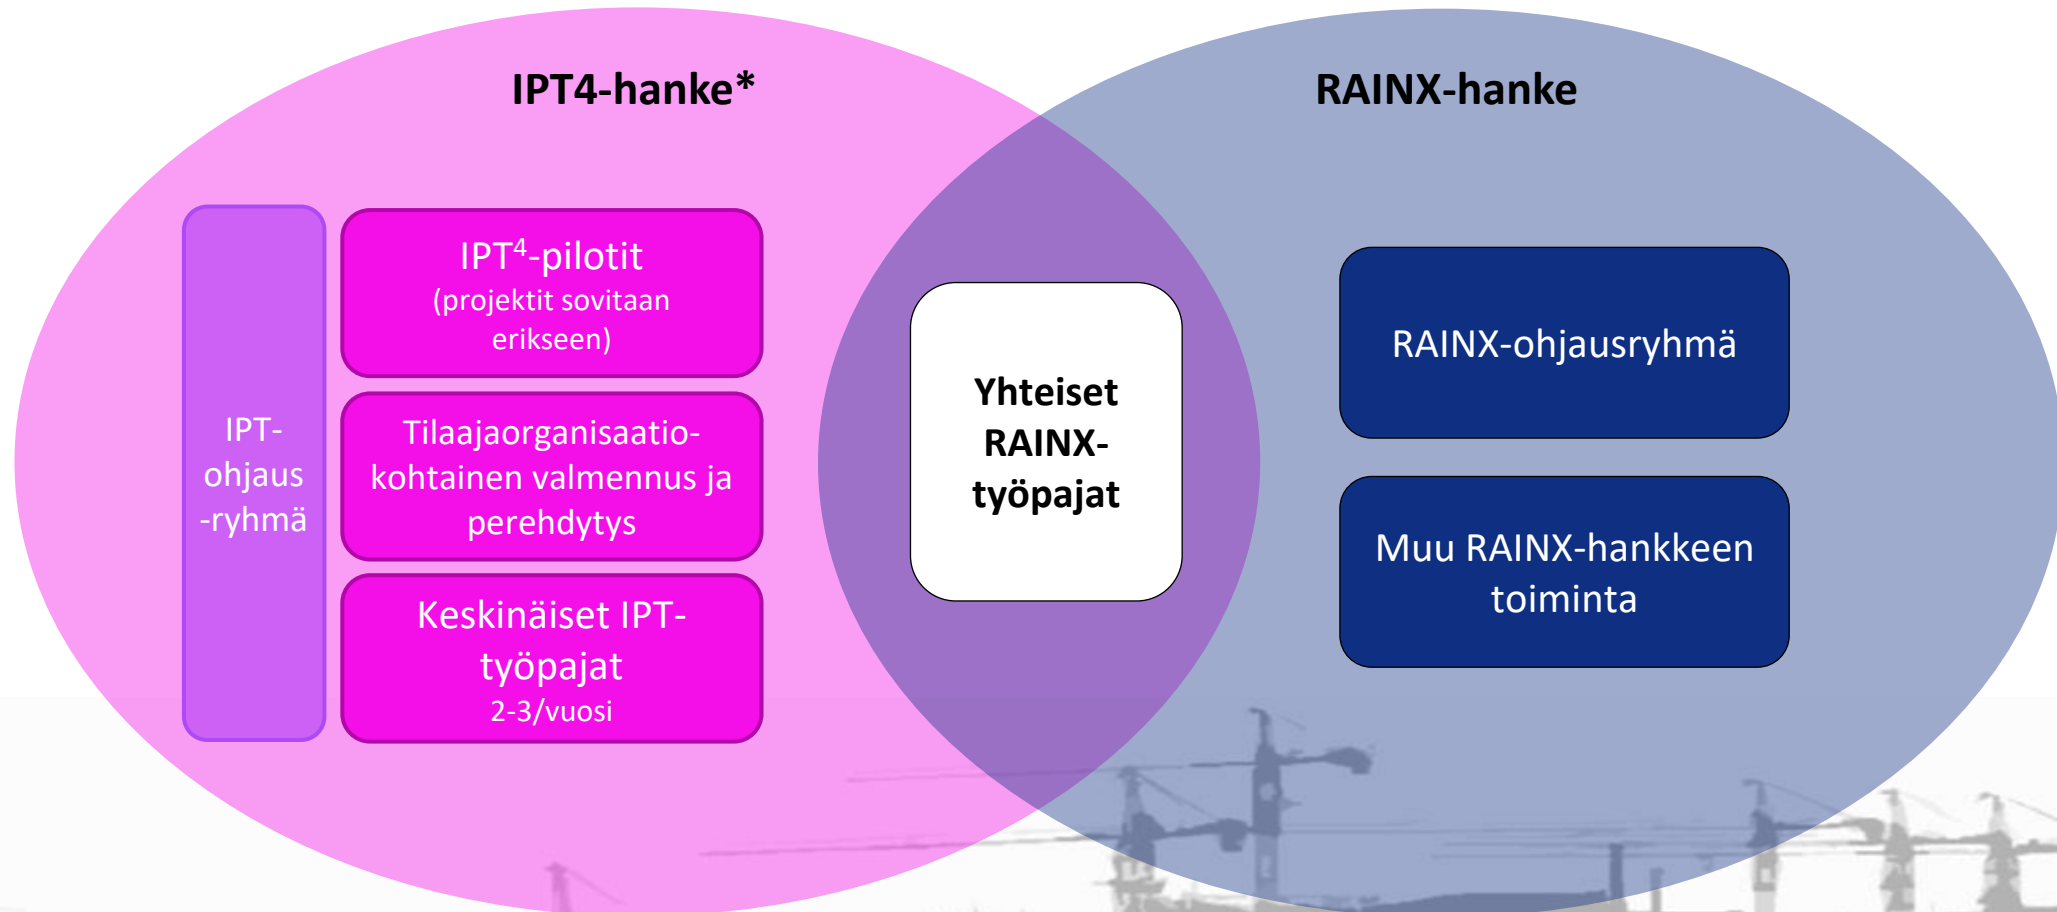 IPT4-hanke*
IPT-
ohjaus
-ryhmä
IPT⁴-pilotit
(projektit sovitaan
erikseen)
Tilaajaorganisaatio-
kohtainen valmennus ja
perehdytys
Keskinäiset IPT-
työpajat
2-3/vuosi
Yhteiset
RAINX-
työpajat
RAINX-hanke
RAINX-ohjausryhmä
Muu RAINX-hankkeen
toiminta